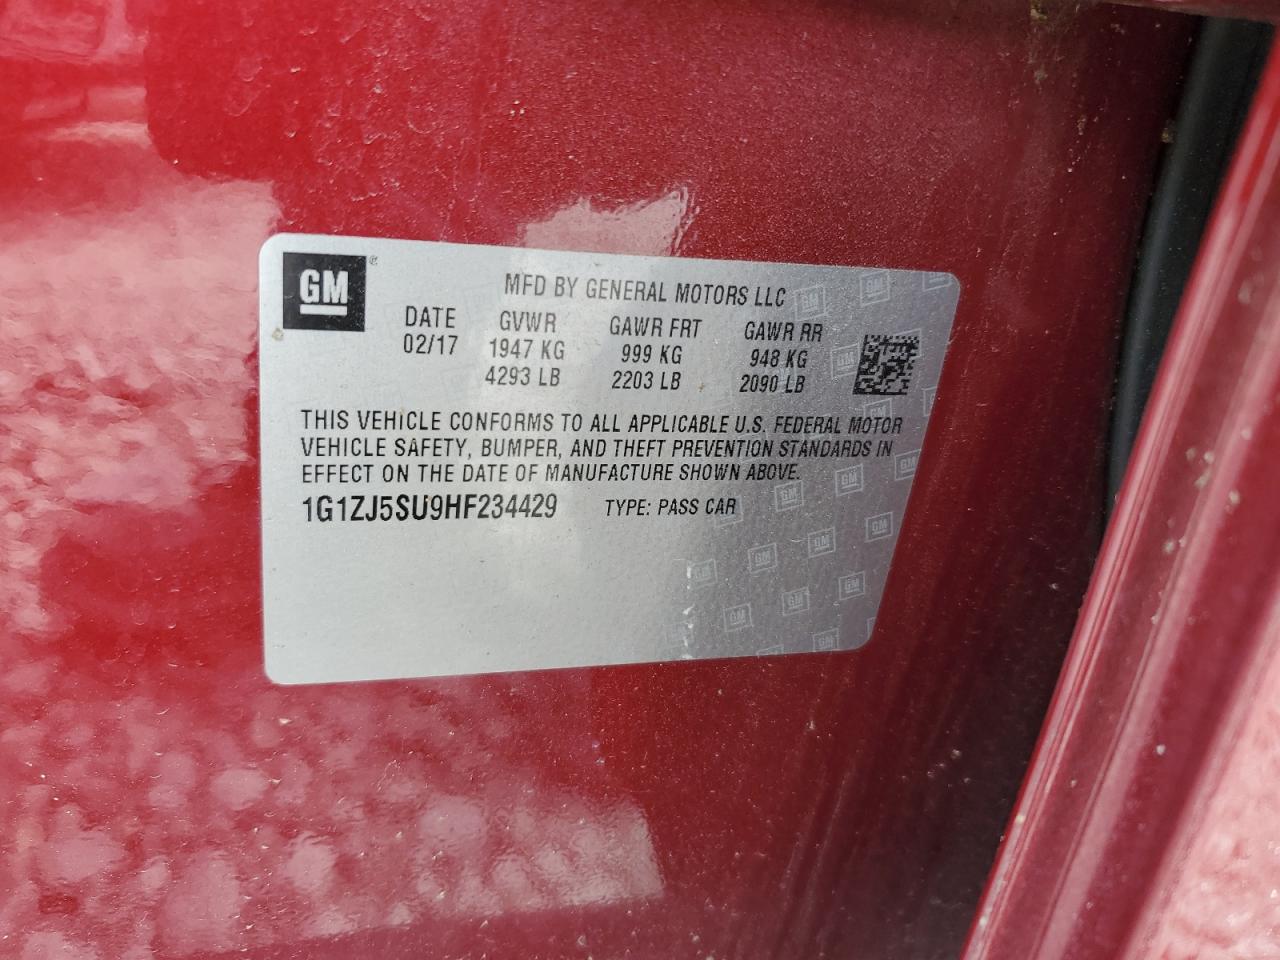 GM
MFD BY GENERAL MOTORS LLC
DATE GVWR GAWR FRT GAWR RR
02/17 1947 KG 999 KG 948 KG
4293 LB 2203 LB 2090 LB
THIS VEHICLE CONFORMS TO ALL APPLICABLE U.S. FEDERAL MOTOR
VEHICLE SAFETY, BUMPER, AND THEFT PREVENTION STANDARDS IN
EFFECT ON THE DATE OF MANUFACTURE SHOWN ABOVE.
1G1ZJ5SU9HF234429 TYPE: PASS CAR